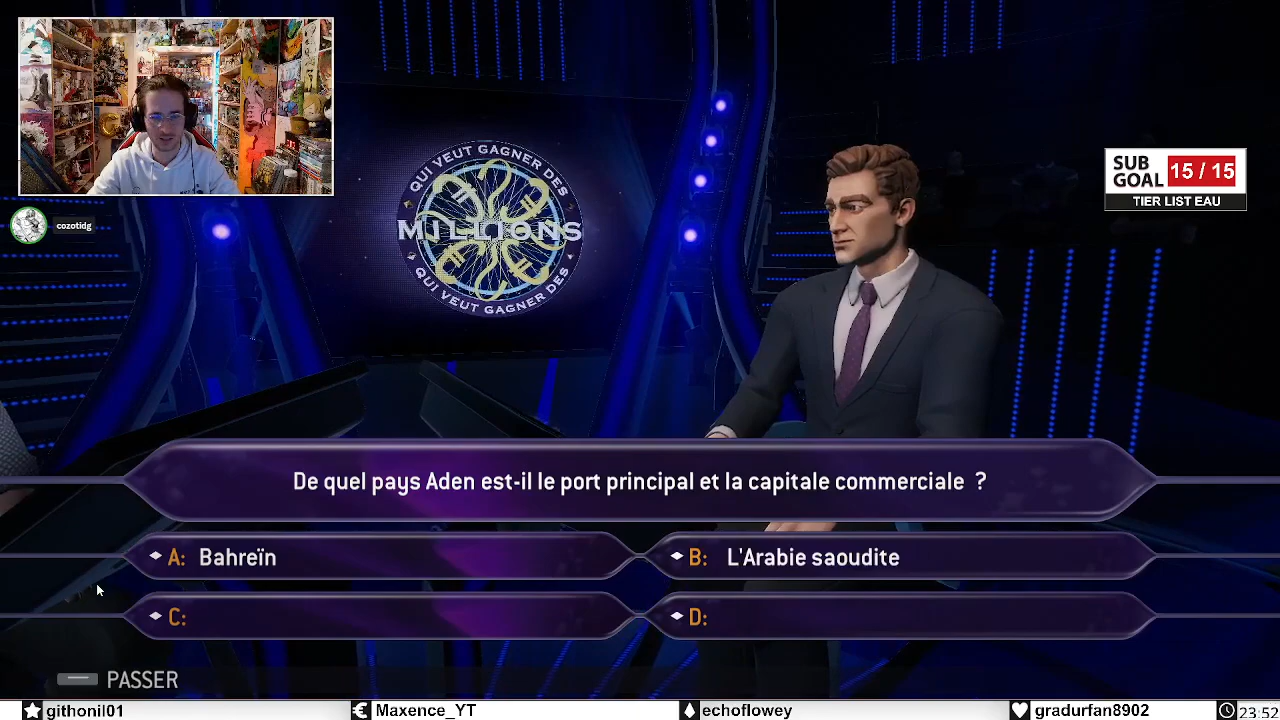 QUI VEUT GAGNER DES
MILLIONS
QUI VEUT GAGNER DES
SUB
GOAL
15 / 15
TIER LIST EAU
cozotidg
De quel pays Aden est-il le port principal et la capitale commerciale ?
A: Bahreïn
B: L'Arabie saoudite
C:
D:
PASSER
githonil01
Maxence_YT
echoflowey
gradurfan8902
23:52